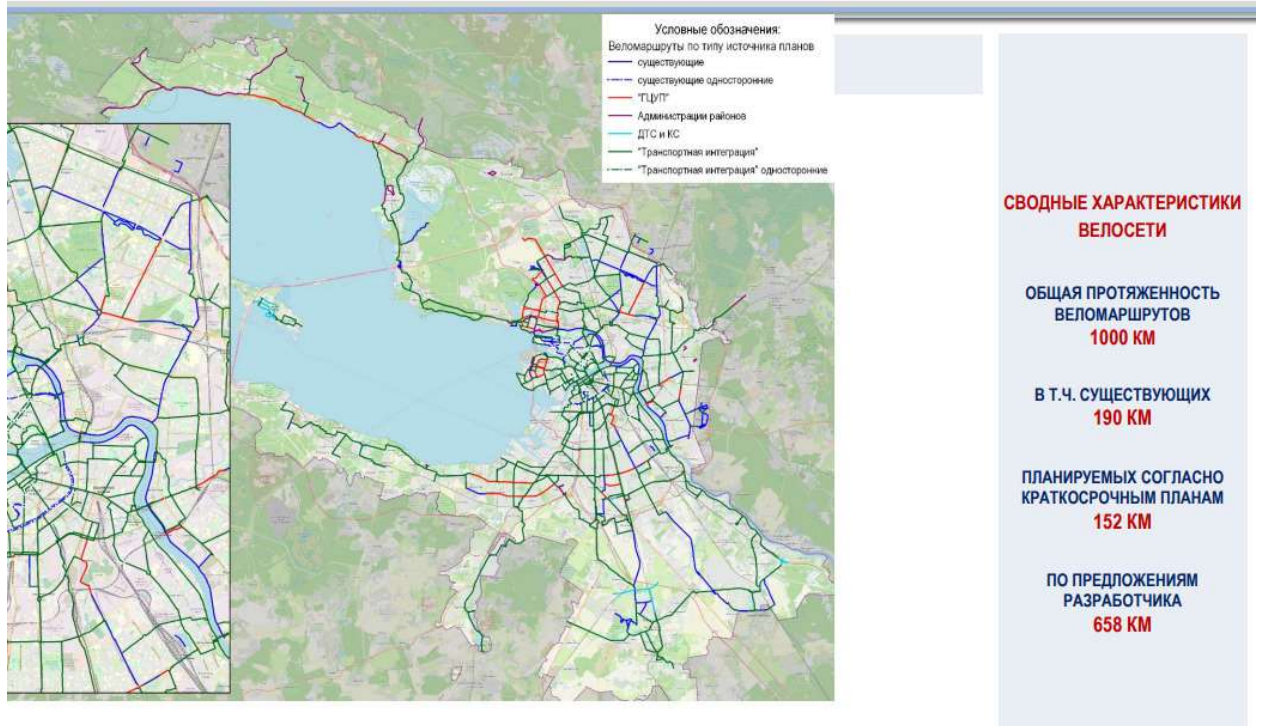 Условные обозначения:
Веломаршруты по типу источника планов
существующие
существующие односторонние
"ГЦУП"
Администрации районов
ДТС и КС
"Транспортная интеграция"
"Транспортная интеграция" односторонние
СВОДНЫЕ ХАРАКТЕРИСТИКИ
ВЕЛОСЕТИ
ОБЩАЯ ПРОТЯЖЕННОСТЬ
ВЕЛОМАРШРУТОВ
1000 КМ
В Т.Ч. СУЩЕСТВУЮЩИХ
190 КМ
ПЛАНИРУЕМЫХ СОГЛАСНО
КРАТКОСРОЧНЫМ ПЛАНАМ
152 КМ
ПО ПРЕДЛОЖЕНИЯМ
РАЗРАБОТЧИКА
658 КМ